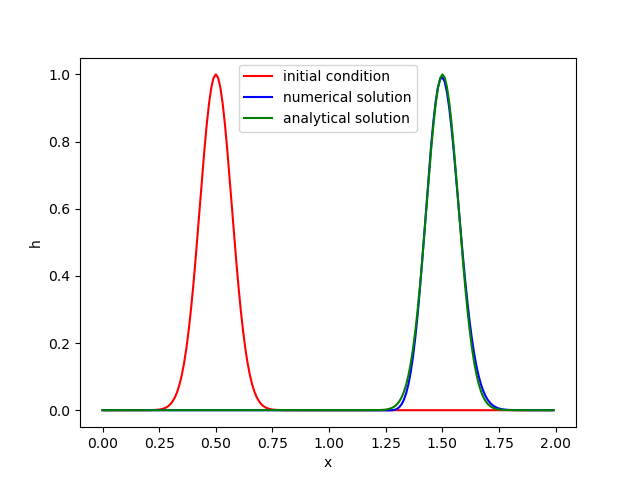 1.0
0.8
0.6
0.4
0.2
0.0
h
initial condition
numerical solution
analytical solution
0.00 0.25 0.50 0.75 1.00 1.25 1.50 1.75 2.00
x